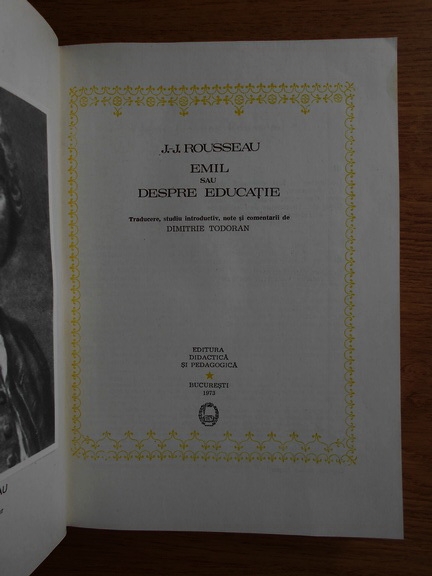 J.-J. ROUSSEAU
EMIL
SAU
DESPRE EDUCAȚIE
Traducere, studiu introductiv, note și comentarii de
DIMITRIE TODORAN
EDITURA
DIDACTICĂ
ȘI PEDAGOGICĂ
BUCUREȘTI
1973
AU